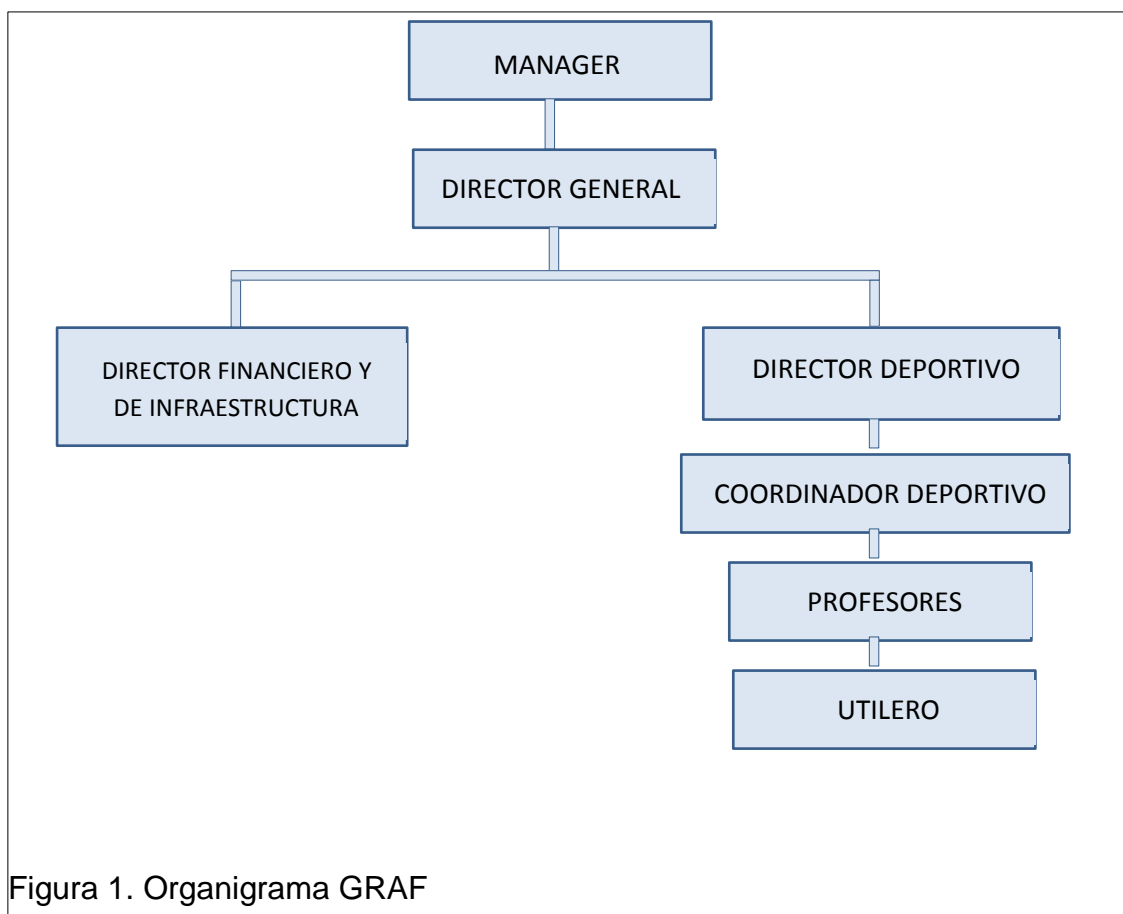 MANAGER
DIRECTOR GENERAL
DIRECTOR FINANCIERO Y
DE INFRAESTRUCTURA
DIRECTOR DEPORTIVO
COORDINADOR DEPORTIVO
PROFESORES
UTILERO
Figura 1. Organigrama GRAF